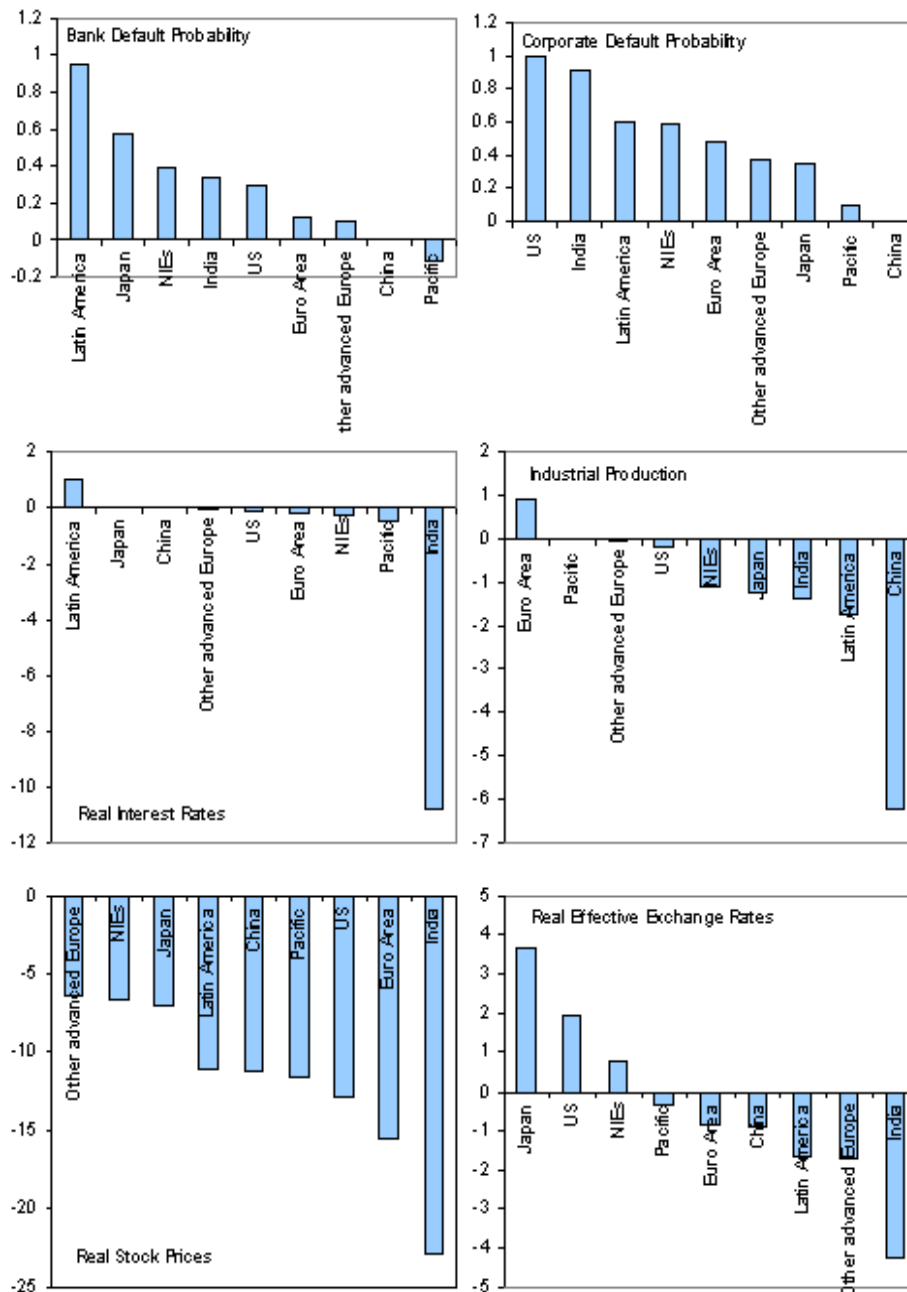 Bank Default Probability
1.2
1
0.8
0.6
0.4
0.2
0
-0.2
Latin America
Japan
NIEs
India
US
Euro Area
ther advanced Europe
China
Pacific
Corporate Default Probability
1.2
1
0.8
0.6
0.4
0.2
0
US
India
Latin America
NIEs
Euro Area
Other advanced Europe
Japan
Pacific
China
2
0
-2
-4
-6
-8
-10
-12
Latin America
Japan
China
Other advanced Europe
US
Euro Area
NIEs
Pacific
India
Real Interest Rates
Industrial Production
2
1
0
-1
-2
-3
-4
-5
-6
-7
Euro Area
Pacific
Other advanced Europe
US
NIEs
Japan
India
Latin America
China
0
-5
-10
-15
-20
-25
Other advanced Europe
NIEs
Japan
Latin America
China
Pacific
US
Euro Area
India
Real Stock Prices
Real Effective Exchange Rates
5
4
3
2
1
0
-1
-2
-3
-4
-5
Japan
US
NIEs
Pacific
Euro Area
China
Latin America
Other advanced Europe
India